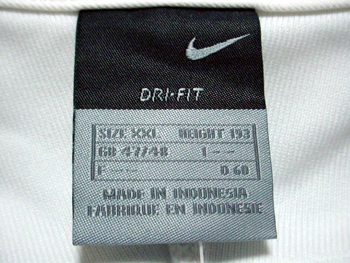 DRI-FIT
SIZE XXL HEIGHT 193
GB 47/48 I --
F --- D 60
MADE IN INDONESIA
FABRIQUE EN INDONESIE